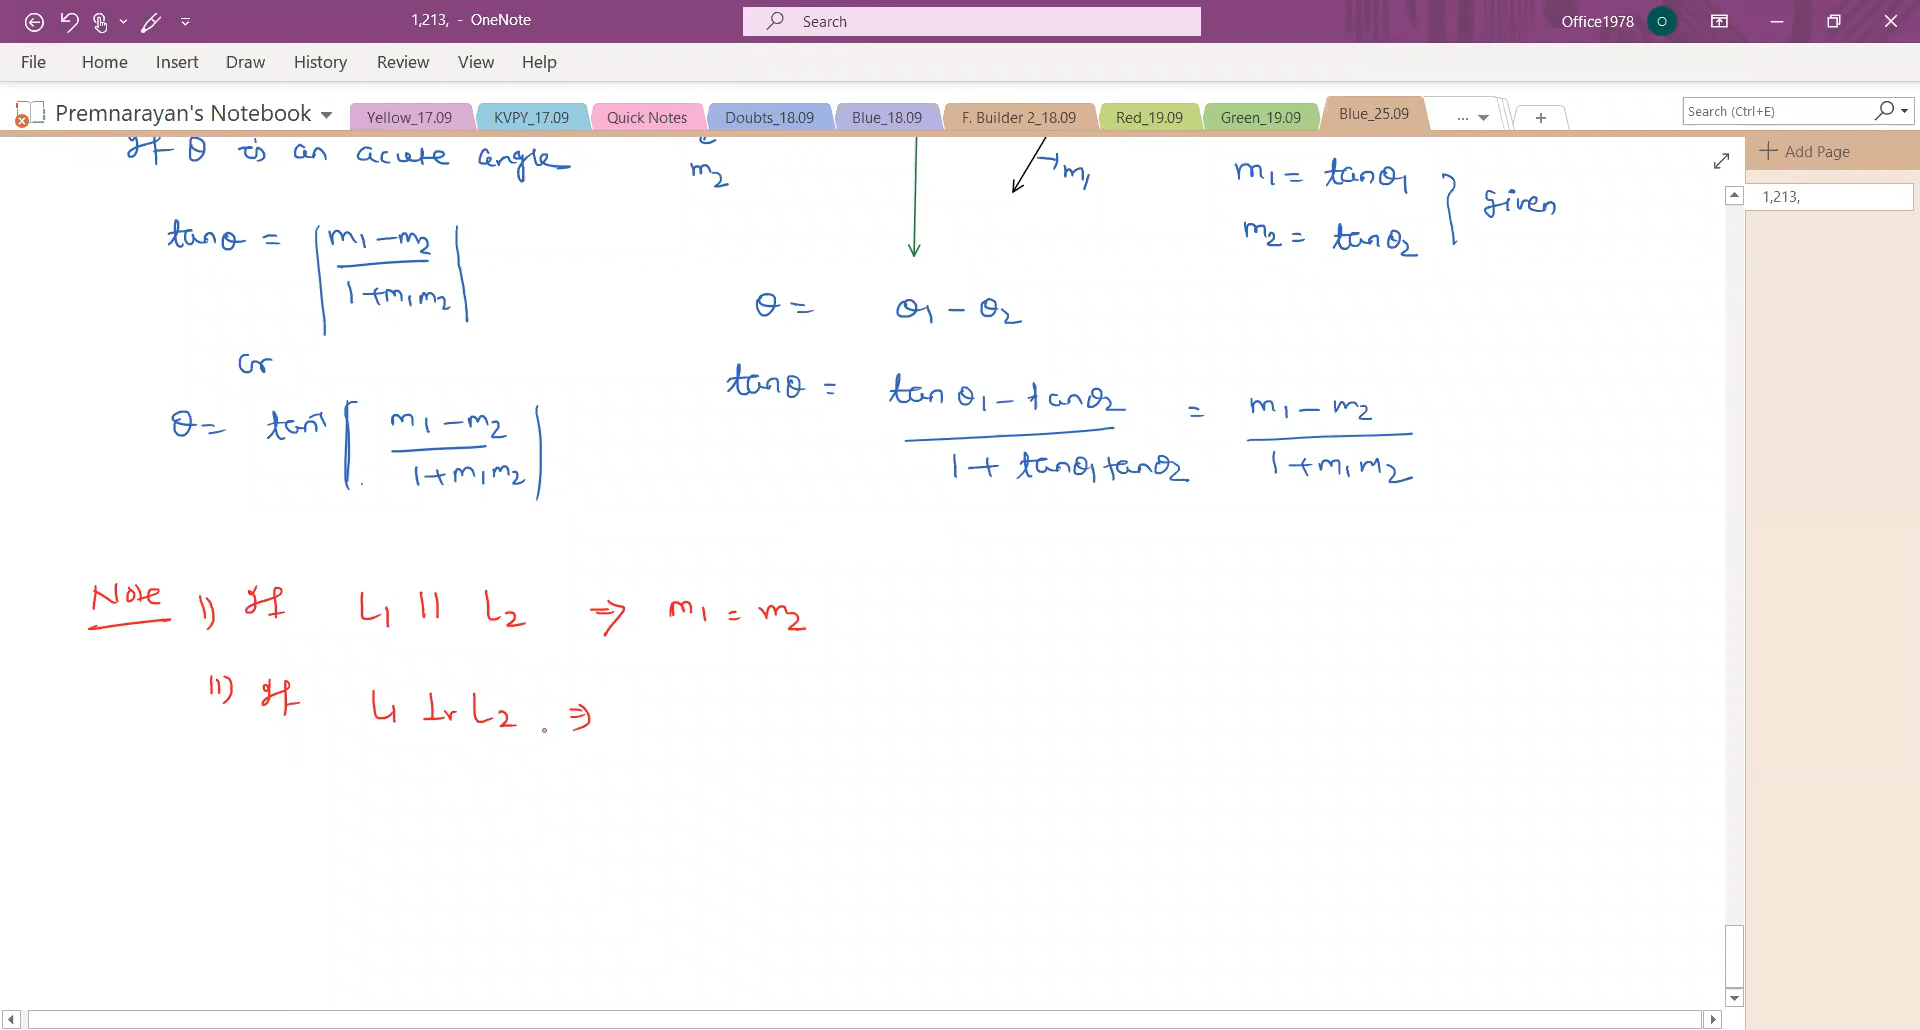 1,213, - OneNote
Search
Office1978
O
File Home Insert Draw History Review View Help
Premnarayan's Notebook
Yellow_17.09 KVPY_17.09 Quick Notes Doubts_18.09 Blue_18.09 F. Builder 2_18.09 Red_19.09 Green_19.09 Blue_25.09 ... +
Search (Ctrl+E)
Add Page
1,213,
If θ is an acute angle
m2
→ m1
m1 = tanθ1
m2 = tanθ2
} given
tanθ = | m1 - m2 / 1+m1m2 |
or
θ = tan⁻¹ | m1 - m2 / 1+m1m2 |
θ = θ1 - θ2
tanθ = tanθ1 - tanθ2 / 1 + tanθ1 tanθ2 = m1 - m2 / 1+m1m2
Note i) If L1 || L2 ⇒ m1 = m2
ii) If L1 ⊥r L2 . ⇒